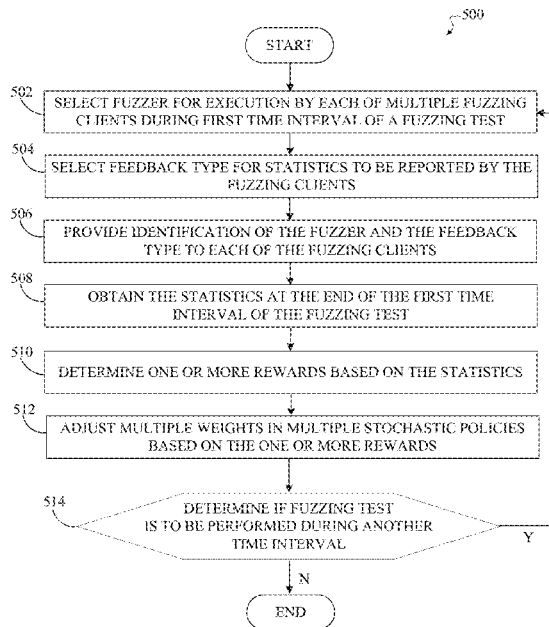 500
START
502
SELECT FUZZER FOR EXECUTION BY EACH OF MULTIPLE FUZZING
CLIENTS DURING FIRST TIME INTERVAL OF A FUZZING TEST
504
SELECT FEEDBACK TYPE FOR STATISTICS TO BE REPORTED BY THE
FUZZING CLIENTS
506
PROVIDE IDENTIFICATION OF THE FUZZER AND THE FEEDBACK
TYPE TO EACH OF THE FUZZING CLIENTS
508
OBTAIN THE STATISTICS AT THE END OF THE FIRST TIME
INTERVAL OF THE FUZZING TEST
510
DETERMINE ONE OR MORE REWARDS BASED ON THE STATISTICS
512
ADJUST MULTIPLE WEIGHTS IN MULTIPLE STOCHASTIC POLICIES
BASED ON THE ONE OR MORE REWARDS
514
DETERMINE IF FUZZING TEST
IS TO BE PERFORMED DURING ANOTHER
TIME INTERVAL
Y
N
END